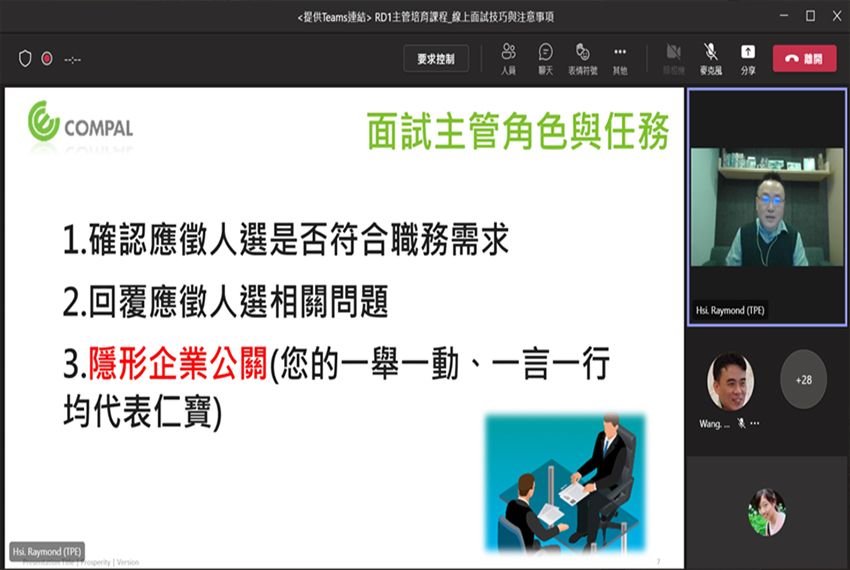 <提供Teams連結> RD1主管培育課程_線上面試技巧與注意事項
--:--
要求控制
人員
聊天
表情符號
其他
照相機
麥克風
分享
離開
COMPAL
面試主管角色與任務
1.確認應徵人選是否符合職務需求
2.回覆應徵人選相關問題
3.隱形企業公關(您的一舉一動、一言一行
均代表仁寶)
Hsi. Raymond (TPE)
Wang. ...
+28
Hsi. Raymond (TPE)
Presentation Title | Prosperity | Version
7